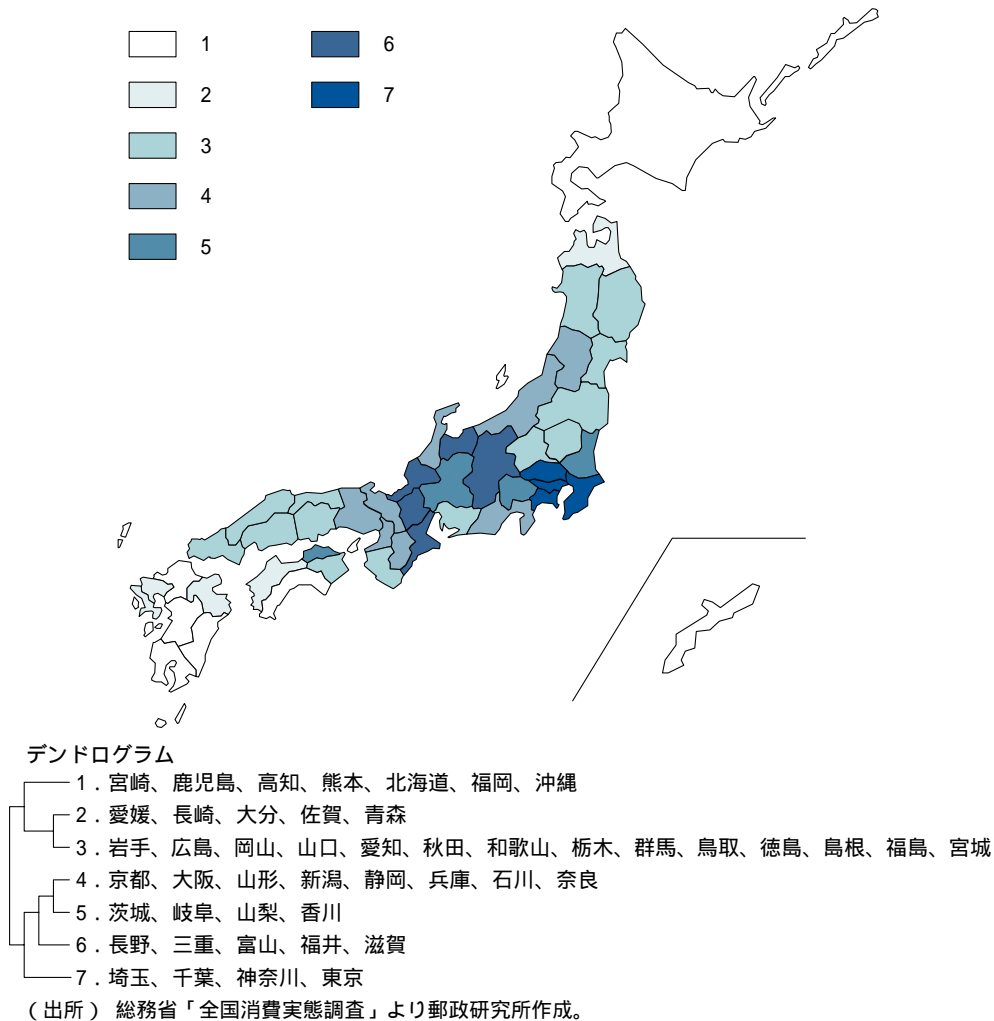 1
2
3
4
5
6
7
デンドログラム
1．宮崎、鹿児島、高知、熊本、北海道、福岡、沖縄
2．愛媛、長崎、大分、佐賀、青森
3．岩手、広島、岡山、山口、愛知、秋田、和歌山、栃木、群馬、鳥取、徳島、島根、福島、宮城
4．京都、大阪、山形、新潟、静岡、兵庫、石川、奈良
5．茨城、岐阜、山梨、香川
6．長野、三重、富山、福井、滋賀
7．埼玉、千葉、神奈川、東京
（出所） 総務省「全国消費実態調査」より郵政研究所作成。